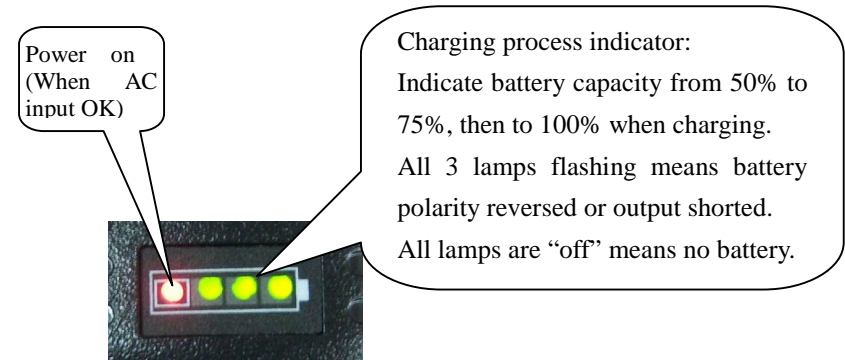 Power on
(When AC
input OK)
Charging process indicator:
Indicate battery capacity from 50% to
75%, then to 100% when charging.
All 3 lamps flashing means battery
polarity reversed or output shorted.
All lamps are “off” means no battery.